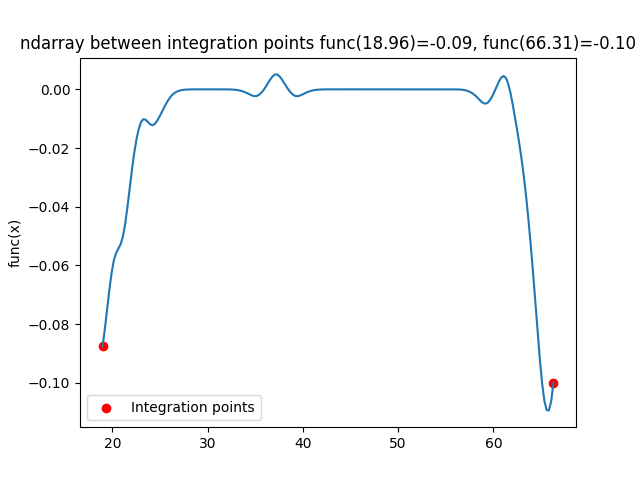 ndarray between integration points func(18.96)=-0.09, func(66.31)=-0.10
0.00
−0.02
−0.04
−0.06
−0.08
−0.10
func(x)
Integration points
20 30 40 50 60